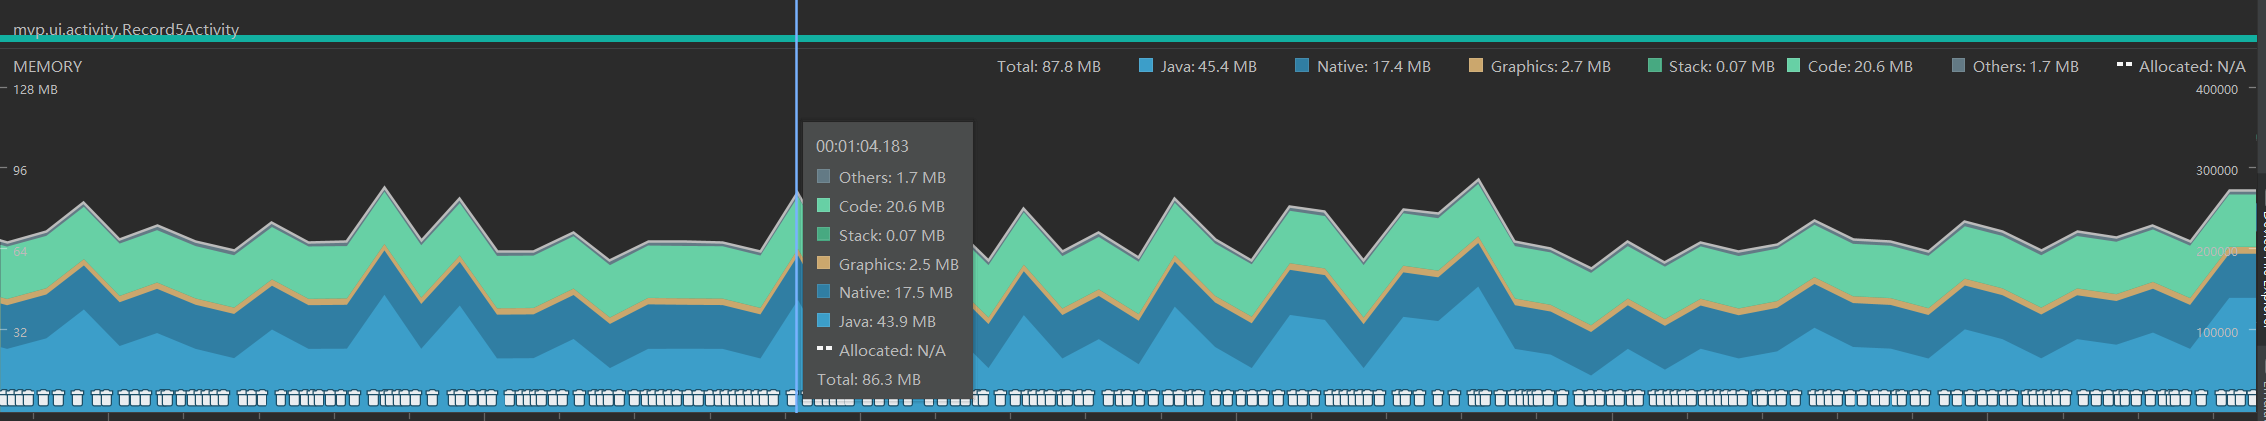 mvp.ui.activity.Record5Activity
MEMORY
Total: 87.8 MB Java: 45.4 MB Native: 17.4 MB Graphics: 2.7 MB Stack: 0.07 MB Code: 20.6 MB Others: 1.7 MB Allocated: N/A
128 MB
400000
96
300000
64
200000
32
100000
00:01:04.183
Others: 1.7 MB
Code: 20.6 MB
Stack: 0.07 MB
Graphics: 2.5 MB
Native: 17.5 MB
Java: 43.9 MB
Allocated: N/A
Total: 86.3 MB